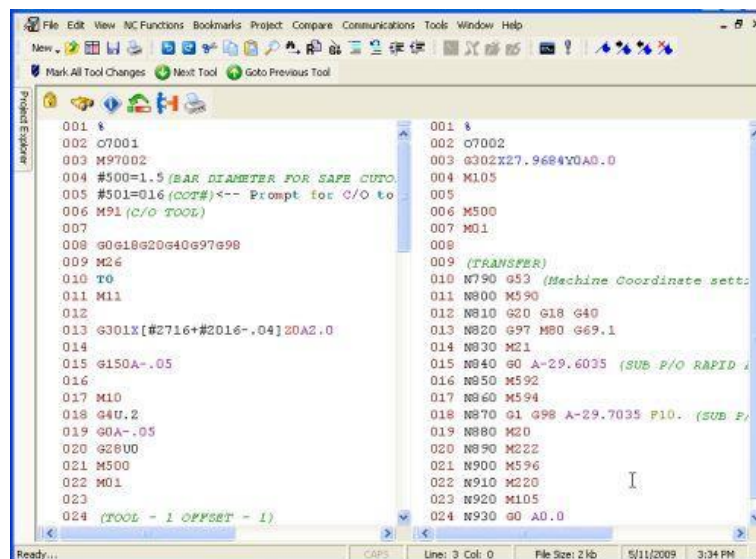 File Edit View NC Functions Bookmarks Project Compare Communications Tools Window Help
New
Mark All Tool Changes Next Tool Goto Previous Tool
Project Explorer
001 %
002 O7001
003 M97002
004 #500=1.5(BAR DIAMETER FOR SAFE CUTO
005 #501=016(COT#)<-- Prompt for C/O to
006 M91(C/O TOOL)
007
008 G0G18G20G40G97G98
009 M26
010 T0
011 M11
012
013 G301X[#2716+#2016-.04]Z0A2.0
014
015 G150A-.05
016
017 M10
018 G4U.2
019 G0A-.05
020 G28U0
021 M500
022 M01
023
024 (TOOL - 1 OFFSET - 1)
001 %
002 O7002
003 G302X27.9684Y0A0.0
004 M105
005
006 M500
007 M01
008
009 (TRANSFER)
010 N790 G53 (Machine Coordinate sett
011 N800 M590
012 N810 G20 G18 G40
013 N820 G97 M80 G69.1
014 N830 M21
015 N840 G0 A-29.6035 (SUB P/O RAPID
016 N850 M592
017 N860 M594
018 N870 G1 G98 A-29.7035 F10. (SUB P/
019 N880 M20
020 N890 M222
021 N900 M596
022 N910 M220
023 N920 M105
024 N930 G0 A0.0
Ready... CAPS Line: 3 Col: 0 File Size: 2 kb 5/11/2009 3:34 PM